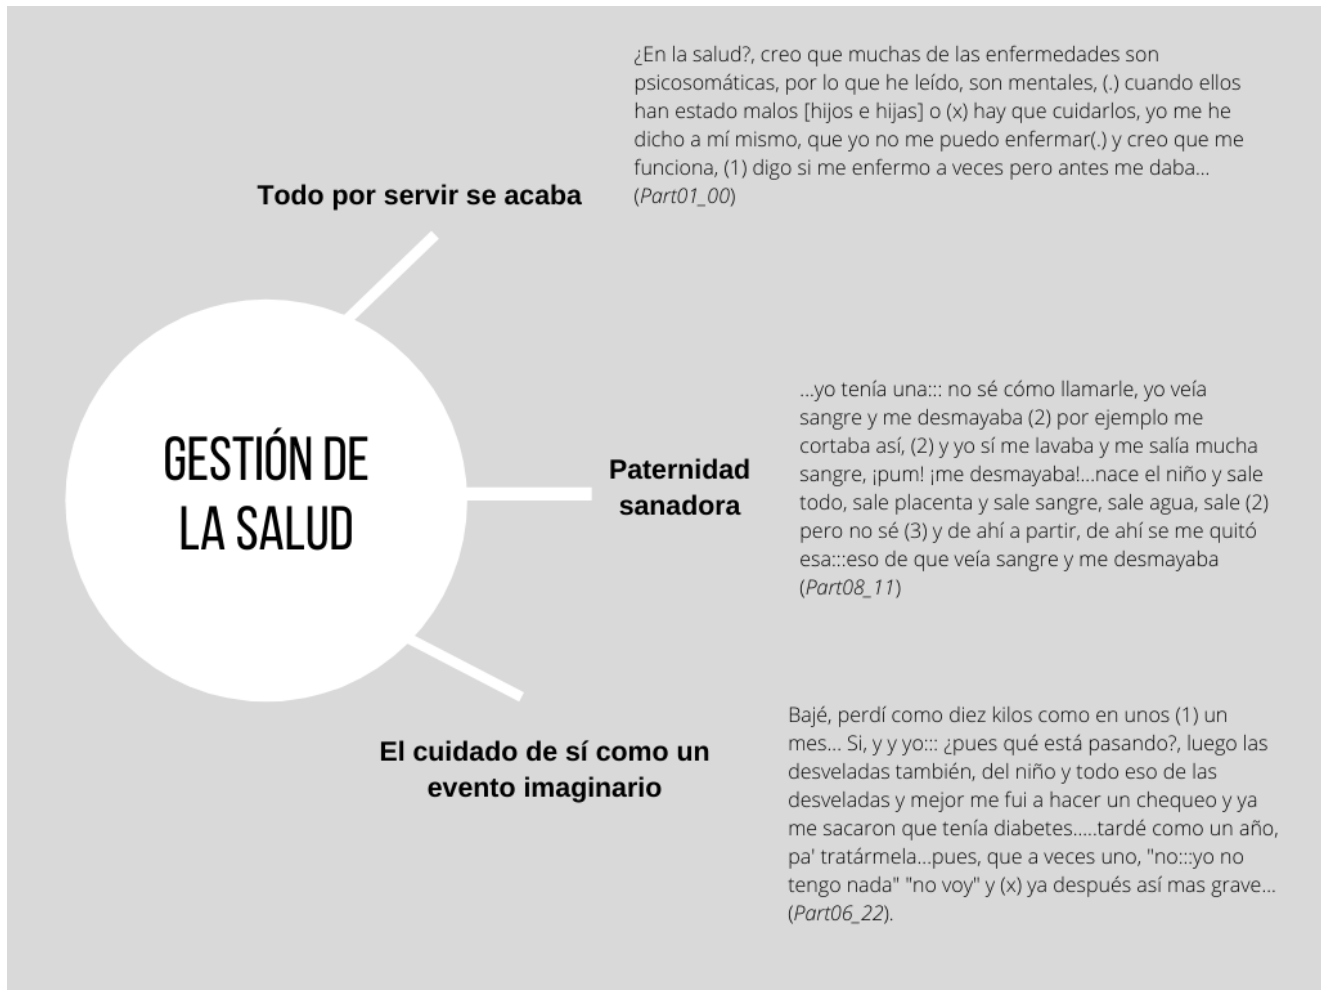 ¿En la salud?, creo que muchas de las enfermedades son
psicosomáticas, por lo que he leído, son mentales, (.) cuando ellos
han estado malos [hijos e hijas] o (x) hay que cuidarlos, yo me he
dicho a mí mismo, que yo no me puedo enfermar(.) y creo que me
funciona, (1) digo si me enfermo a veces pero antes me daba...
(Part01_00)
Todo por servir se acaba
GESTIÓN DE
LA SALUD
Paternidad
sanadora
...yo tenía una::: no sé cómo llamarle, yo veía
sangre y me desmayaba (2) por ejemplo me
cortaba así, (2) y yo sí me lavaba y me salía mucha
sangre, ¡pum! ¡me desmayaba!...nace el niño y sale
todo, sale placenta y sale sangre, sale agua, sale (2)
pero no sé (3) y de ahí a partir, de ahí se me quitó
esa:::eso de que veía sangre y me desmayaba
(Part08_11)
El cuidado de sí como un
evento imaginario
Bajé, perdí como diez kilos como en unos (1) un
mes... Si, y y yo::: ¿pues qué está pasando?, luego las
desveladas también, del niño y todo eso de las
desveladas y mejor me fui a hacer un chequeo y ya
me sacaron que tenía diabetes.....tardé como un año,
pa' tratármela...pues, que a veces uno, "no:::yo no
tengo nada" "no voy" y (x) ya después así mas grave...
(Part06_22).